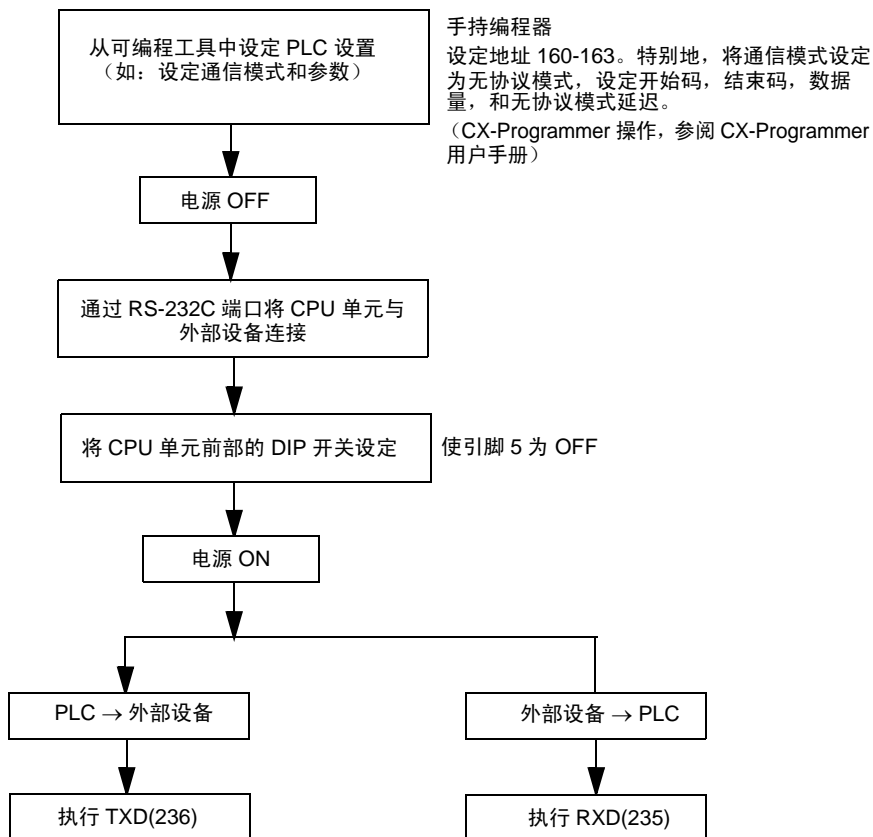 从可编程工具中设定 PLC 设置
（如：设定通信模式和参数）
手持编程器
设定地址 160-163。特别地，将通信模式设定
为无协议模式，设定开始码，结束码，数据
量，和无协议模式延迟。
（CX-Programmer 操作，参阅 CX-Programmer
用户手册）
电源 OFF
通过 RS-232C 端口将 CPU 单元与
外部设备连接
将 CPU 单元前部的 DIP 开关设定
使引脚 5 为 OFF
电源 ON
PLC → 外部设备
外部设备 → PLC
执行 TXD(236)
执行 RXD(235)